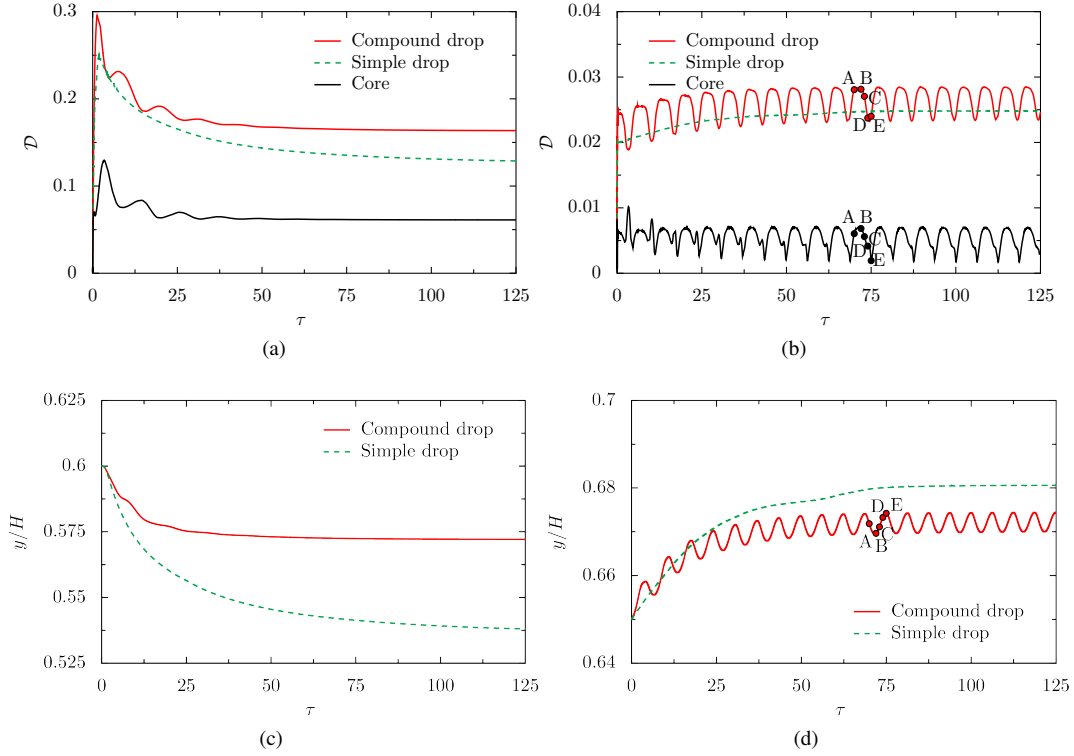 0.3
0.2
0.1
0
𝒟
Compound drop
Simple drop
Core
0 25 50 75 100 125
τ
(a)
0.04
0.03
0.02
0.01
0
𝒟
Compound drop
Simple drop
Core
A B
C
D E
A B
C
D E
0 25 50 75 100 125
τ
(b)
0.625
0.6
0.575
0.55
0.525
y/H
Compound drop
Simple drop
0 25 50 75 100 125
τ
(c)
0.7
0.68
0.66
0.64
y/H
D E
A C
B
Compound drop
Simple drop
0 25 50 75 100 125
τ
(d)